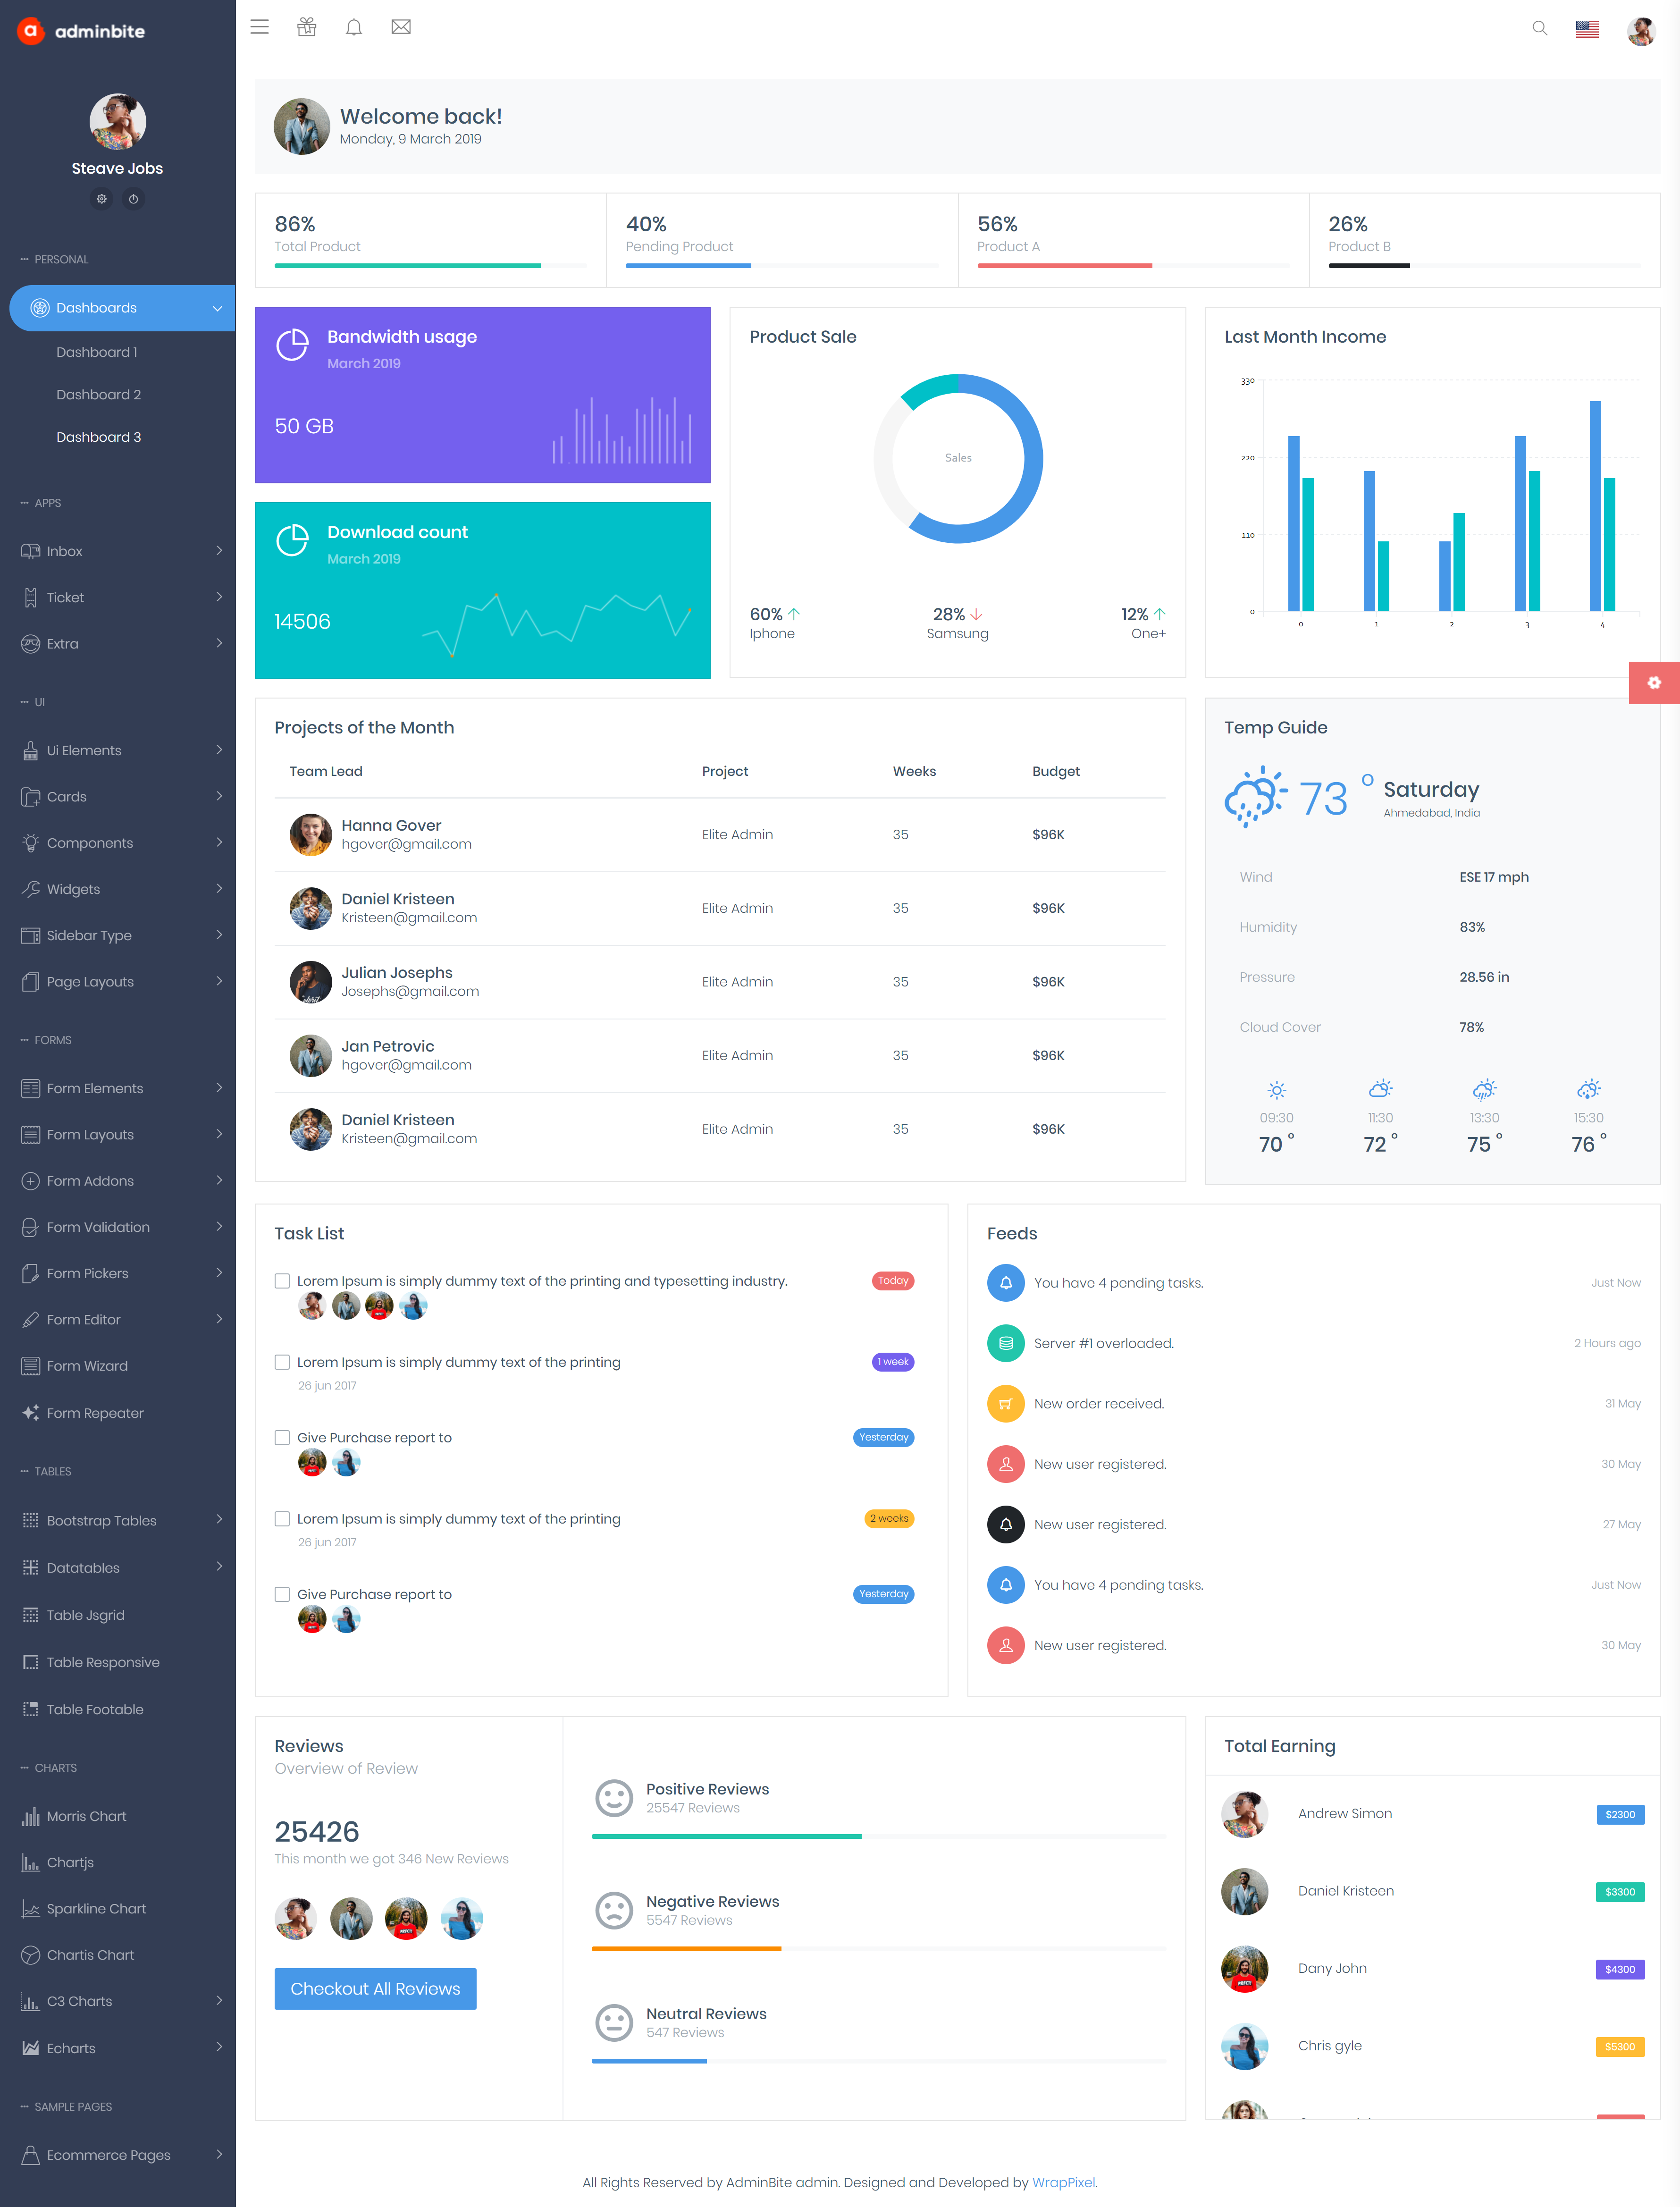 adminbite
Steave Jobs
PERSONAL
Dashboards
Dashboard 1
Dashboard 2
Dashboard 3
APPS
Inbox
Ticket
Extra
UI
Ui Elements
Cards
Components
Widgets
Sidebar Type
Page Layouts
FORMS
Form Elements
Form Layouts
Form Addons
Form Validation
Form Pickers
Form Editor
Form Wizard
Form Repeater
TABLES
Bootstrap Tables
Datatables
Table Jsgrid
Table Responsive
Table Footable
CHARTS
Morris Chart
Chartjs
Sparkline Chart
Chartis Chart
C3 Charts
Echarts
SAMPLE PAGES
Ecommerce Pages
Welcome back!
Monday, 9 March 2019
86%
Total Product
40%
Pending Product
56%
Product A
26%
Product B
Bandwidth usage
March 2019
50 GB
Download count
March 2019
14506
Product Sale
Sales
60%
Iphone
28%
Samsung
12%
One+
Last Month Income
330
220
110
0
0 1 2 3 4
Projects of the Month
Team Lead Project Weeks Budget
Hanna Gover
hgover@gmail.com
Elite Admin 35 $96K
Daniel Kristeen
Kristeen@gmail.com
Elite Admin 35 $96K
Julian Josephs
Josephs@gmail.com
Elite Admin 35 $96K
Jan Petrovic
hgover@gmail.com
Elite Admin 35 $96K
Daniel Kristeen
Kristeen@gmail.com
Elite Admin 35 $96K
Temp Guide
73 °
Saturday
Ahmedabad, India
Wind ESE 17 mph
Humidity 83%
Pressure 28.56 in
Cloud Cover 78%
09:30 11:30 13:30 15:30
70 ° 72 ° 75 ° 76 °
Task List
Lorem Ipsum is simply dummy text of the printing and typesetting industry. Today
Lorem Ipsum is simply dummy text of the printing 1 week
26 jun 2017
Give Purchase report to Yesterday
Lorem Ipsum is simply dummy text of the printing 2 weeks
26 jun 2017
Give Purchase report to Yesterday
Feeds
You have 4 pending tasks. Just Now
Server #1 overloaded. 2 Hours ago
New order received. 31 May
New user registered. 30 May
New user registered. 27 May
You have 4 pending tasks. Just Now
New user registered. 30 May
Reviews
Overview of Review
25426
This month we got 346 New Reviews
Checkout All Reviews
Positive Reviews
25547 Reviews
Negative Reviews
5547 Reviews
Neutral Reviews
547 Reviews
Total Earning
Andrew Simon $2300
Daniel Kristeen $3300
Dany John $4300
Chris gyle $5300
All Rights Reserved by AdminBite admin. Designed and Developed by WrapPixel.